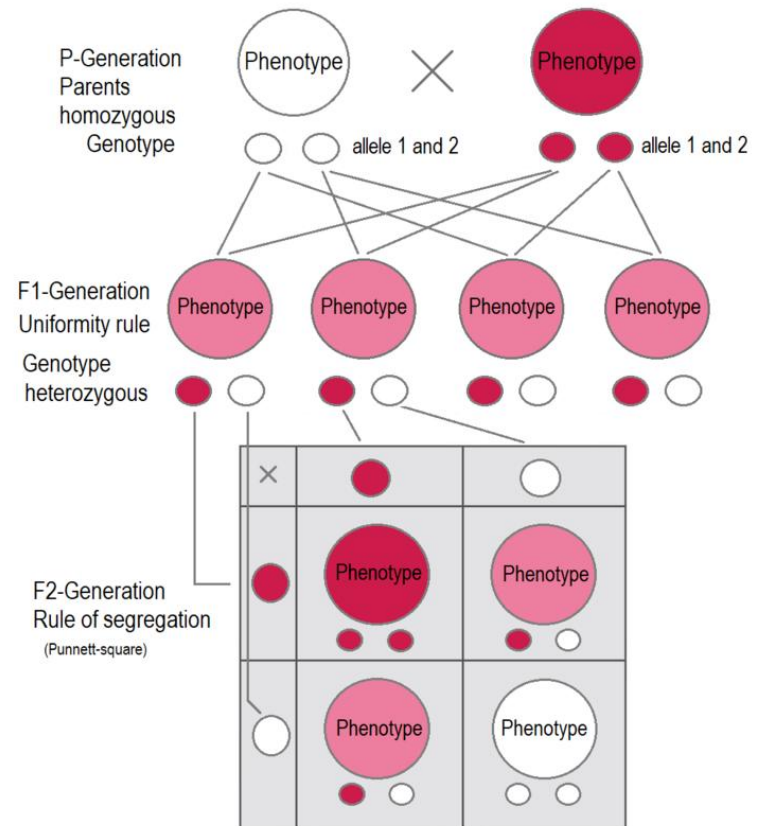 P-Generation
Parents
homozygous
Genotype
Phenotype
×
Phenotype
allele 1 and 2
allele 1 and 2
F1-Generation
Uniformity rule
Genotype
heterozygous
Phenotype
Phenotype
Phenotype
Phenotype
×
F2-Generation
Rule of segregation
(Punnett-square)
Phenotype
Phenotype
Phenotype
Phenotype